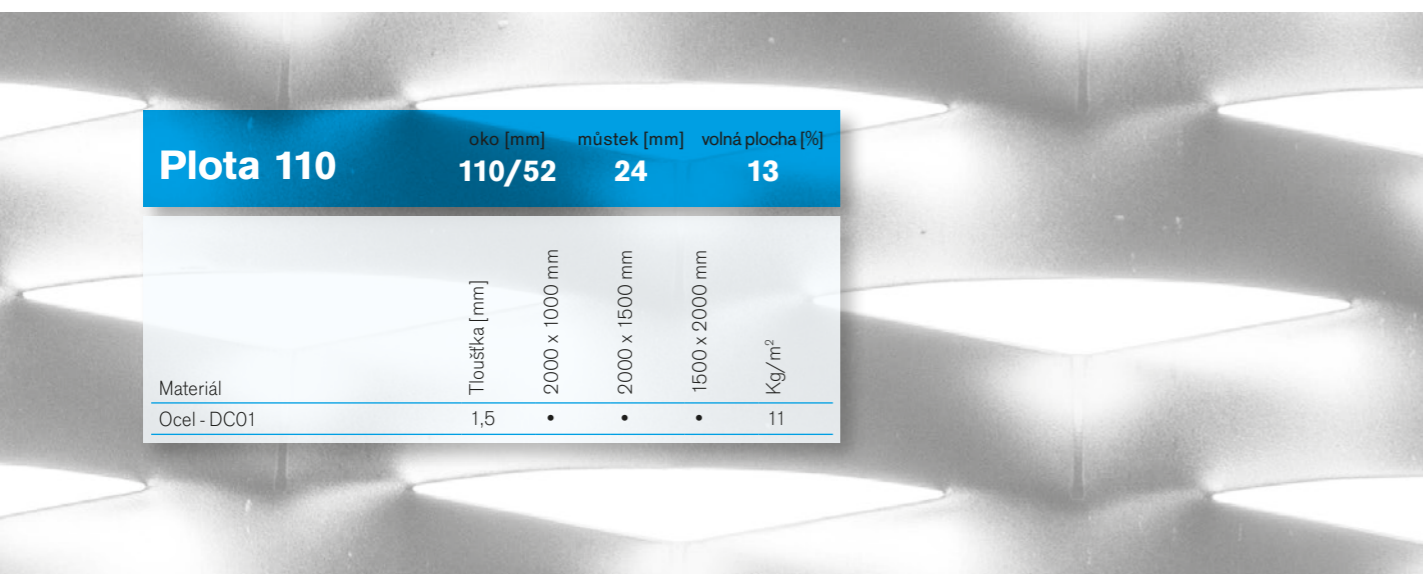 Plota 110
oko [mm] můstek [mm] volná plocha [%]
110/52 24 13
Materiál Tloušťka [mm] 2000 x 1000 mm 2000 x 1500 mm 1500 x 2000 mm Kg/m²
Ocel - DC01 1,5 • • • 11